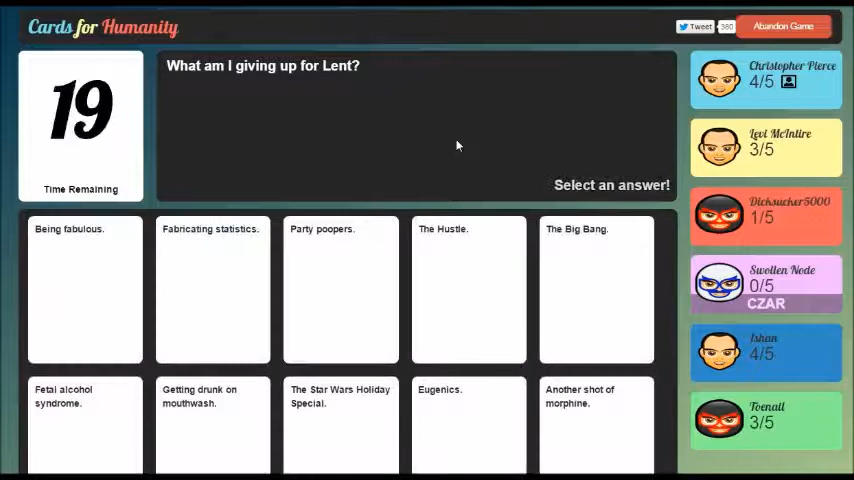 Cards for Humanity
Tweet 380
Abandon Game
19
Time Remaining
What am I giving up for Lent?
Select an answer!
Being fabulous.
Fabricating statistics.
Party poopers.
The Hustle.
The Big Bang.
Fetal alcohol
syndrome.
Getting drunk on
mouthwash.
The Star Wars Holiday
Special.
Eugenics.
Another shot of
morphine.
Christopher Pierce
4/5
Levi McIntire
3/5
Dicksucker5000
1/5
Swollen Node
0/5
CZAR
Ishan
4/5
Toenail
3/5